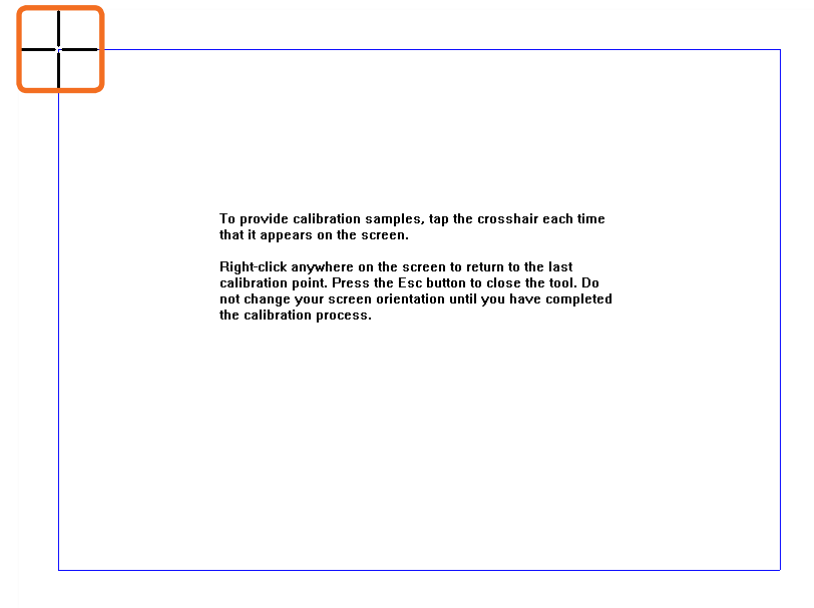 To provide calibration samples, tap the crosshair each time
that it appears on the screen.
Right-click anywhere on the screen to return to the last
calibration point. Press the Esc button to close the tool. Do
not change your screen orientation until you have completed
the calibration process.